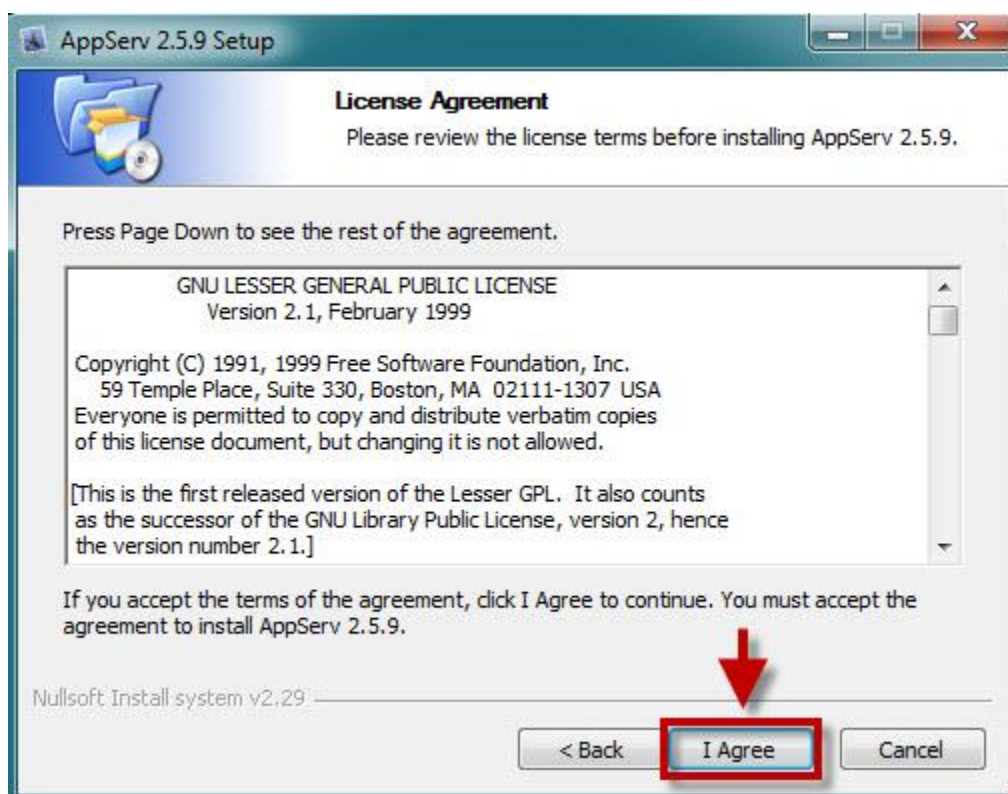 AppServ 2.5.9 Setup
License Agreement
Please review the license terms before installing AppServ 2.5.9.
Press Page Down to see the rest of the agreement.
GNU LESSER GENERAL PUBLIC LICENSE
Version 2.1, February 1999
Copyright (C) 1991, 1999 Free Software Foundation, Inc.
59 Temple Place, Suite 330, Boston, MA  02111-1307  USA
Everyone is permitted to copy and distribute verbatim copies
of this license document, but changing it is not allowed.
[This is the first released version of the Lesser GPL.  It also counts
as the successor of the GNU Library Public License, version 2, hence
the version number 2.1.]
If you accept the terms of the agreement, click I Agree to continue. You must accept the
agreement to install AppServ 2.5.9.
Nullsoft Install system v2.29
< Back
I Agree
Cancel